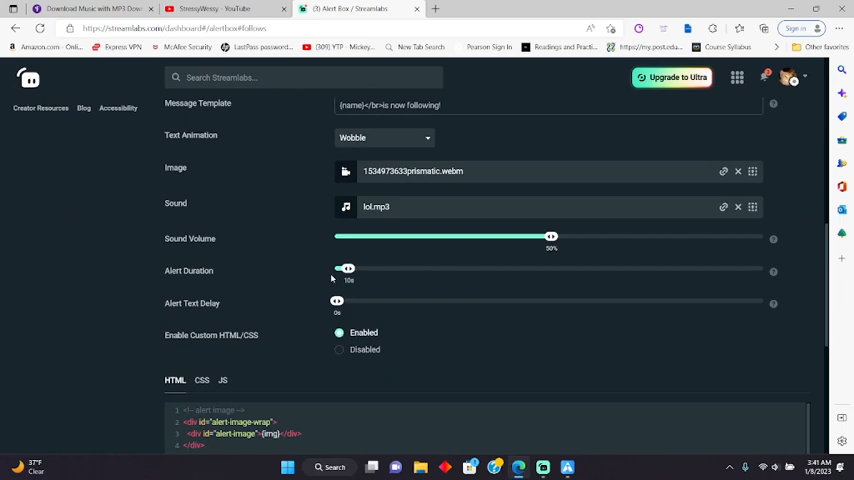 Download Music with MP3 Dow
StressyWessy - YouTube
(3) Alert Box / Streamlabs
https://streamlabs.com/dashboard#/alertbox#follows
Sign in
Amazon.com - Onli...
Express VPN
McAfee Security
LastPass password...
(309) YTP - Mickey...
Pearson Sign In
Reading and Practi...
https://my.post.edu...
Course Syllabus
Other favorites
Search Streamlabs...
Upgrade to Ultra
Creator Resources
Blog
Accessibility
Message Template
{name}</br>is now following!
Text Animation
Wobble
Image
1534973633prismatic.webm
Sound
lol.mp3
Sound Volume
50%
Alert Duration
10s
Alert Text Delay
0s
Enable Custom HTML/CSS
Enabled
Disabled
HTML
CSS
JS
1 <!-- alert image -->
2 <div id="alert-image-wrap">
3 <div id="alert-image">{img}</div>
4 </div>
37°F
Clear
Search
3:41 AM
1/8/2023